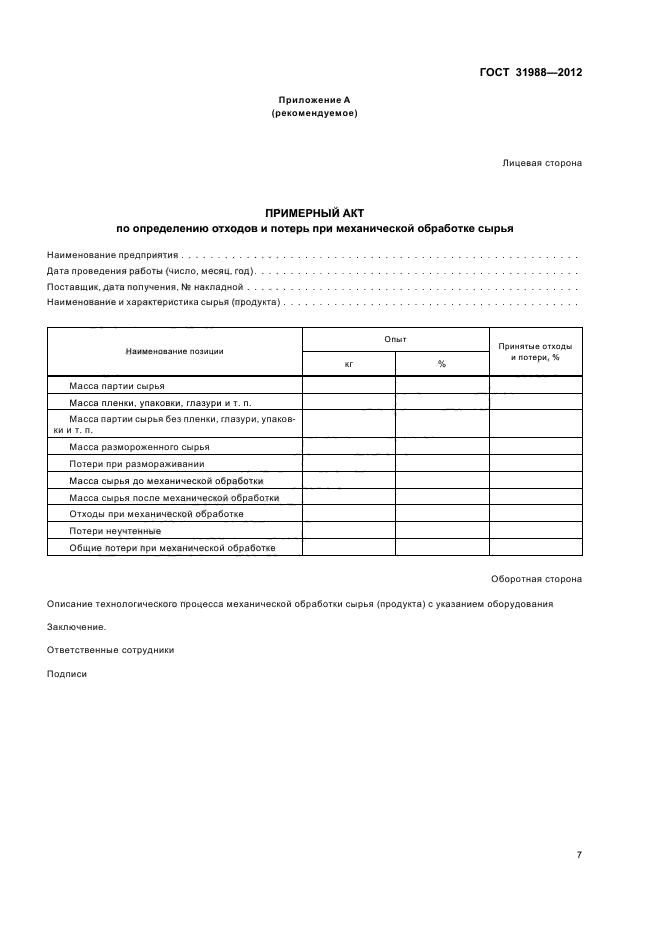 ГОСТ 31988—2012
Приложение А
(рекомендуемое)
Лицевая сторона
ПРИМЕРНЫЙ АКТ
по определению отходов и потерь при механической обработке сырья
Наименование предприятия . . . . . . . . . . . . . . . . . . . . . . . . . . . . . . . . . . . . . . . . . . . .
Дата проведения работы (число, месяц, год). . . . . . . . . . . . . . . . . . . . . . . . . . . . . . . . . . . .
Поставщик, дата получения, № накладной . . . . . . . . . . . . . . . . . . . . . . . . . . . . . . . . . . . . .
Наименование и характеристика сырья (продукта) . . . . . . . . . . . . . . . . . . . . . . . . . . . . . . . . .
Наименование позиции
Опыт
Принятые отходы
и потери, %
кг
%
Масса партии сырья
Масса пленки, упаковки, глазури и т. п.
Масса партии сырья без пленки, глазури, упаков-
ки и т. п.
Масса размороженного сырья
Потери при размораживании
Масса сырья до механической обработки
Масса сырья после механической обработки
Отходы при механической обработке
Потери неучтенные
Общие потери при механической обработке
Оборотная сторона
Описание технологического процесса механической обработки сырья (продукта) с указанием оборудования
Заключение.
Ответственные сотрудники
Подписи
7